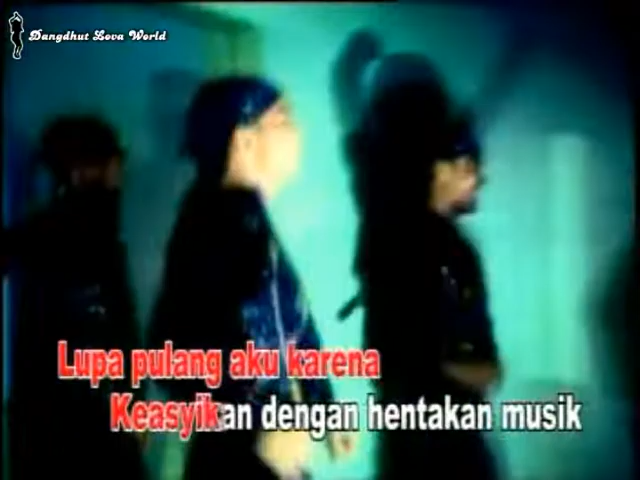 Dangdhut Lova World
Lupa pulang aku karena
Keasyikan dengan hentakan musik